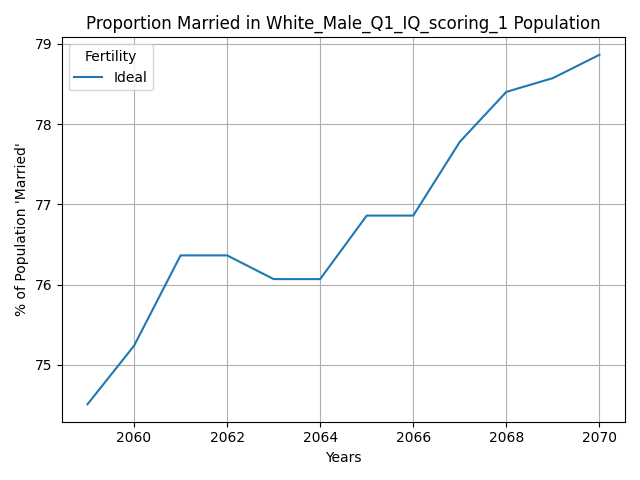 Proportion Married in White_Male_Q1_IQ_scoring_1 Population
Fertility
Ideal
% of Population 'Married'
79
78
77
76
75
2060 2062 2064 2066 2068 2070
Years